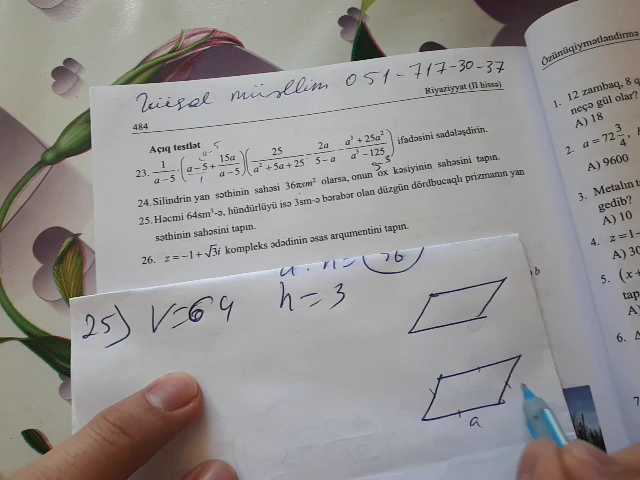 Vüsal müəllim 051-717-30-37
484
Riyaziyyat (II hissə)
Açıq testlər
23. 1/(a−5) · (a−5+15a/(a−5)) (25/(a²+5a+25) − 2a/(5−a) − (a³+25a²)/(a³−125)) ifadəsini sadələşdirin.
24. Silindrin yan səthinin sahəsi 36πsm² olarsa, onun ox kəsiyinin sahəsini tapın.
25. Həcmi 64sm³-ə, hündürlüyü isə 3sm-ə bərabər olan düzgün dördbucaqlı prizmanın yan
səthinin sahəsini tapın.
26. z=−1+√3i kompleks ədədinin əsas arqumentini tapın.
25) V=64 h=3
a
Özünüqiymətləndirmə
1. 12 zambaq, 8 q
neçə gül olar?
A) 18
2. a=72 3/4,
A) 9600
3. Metalın t
gedib?
A) 10
4. z=1-
A) 30
5. (x+
tap
A)
6.